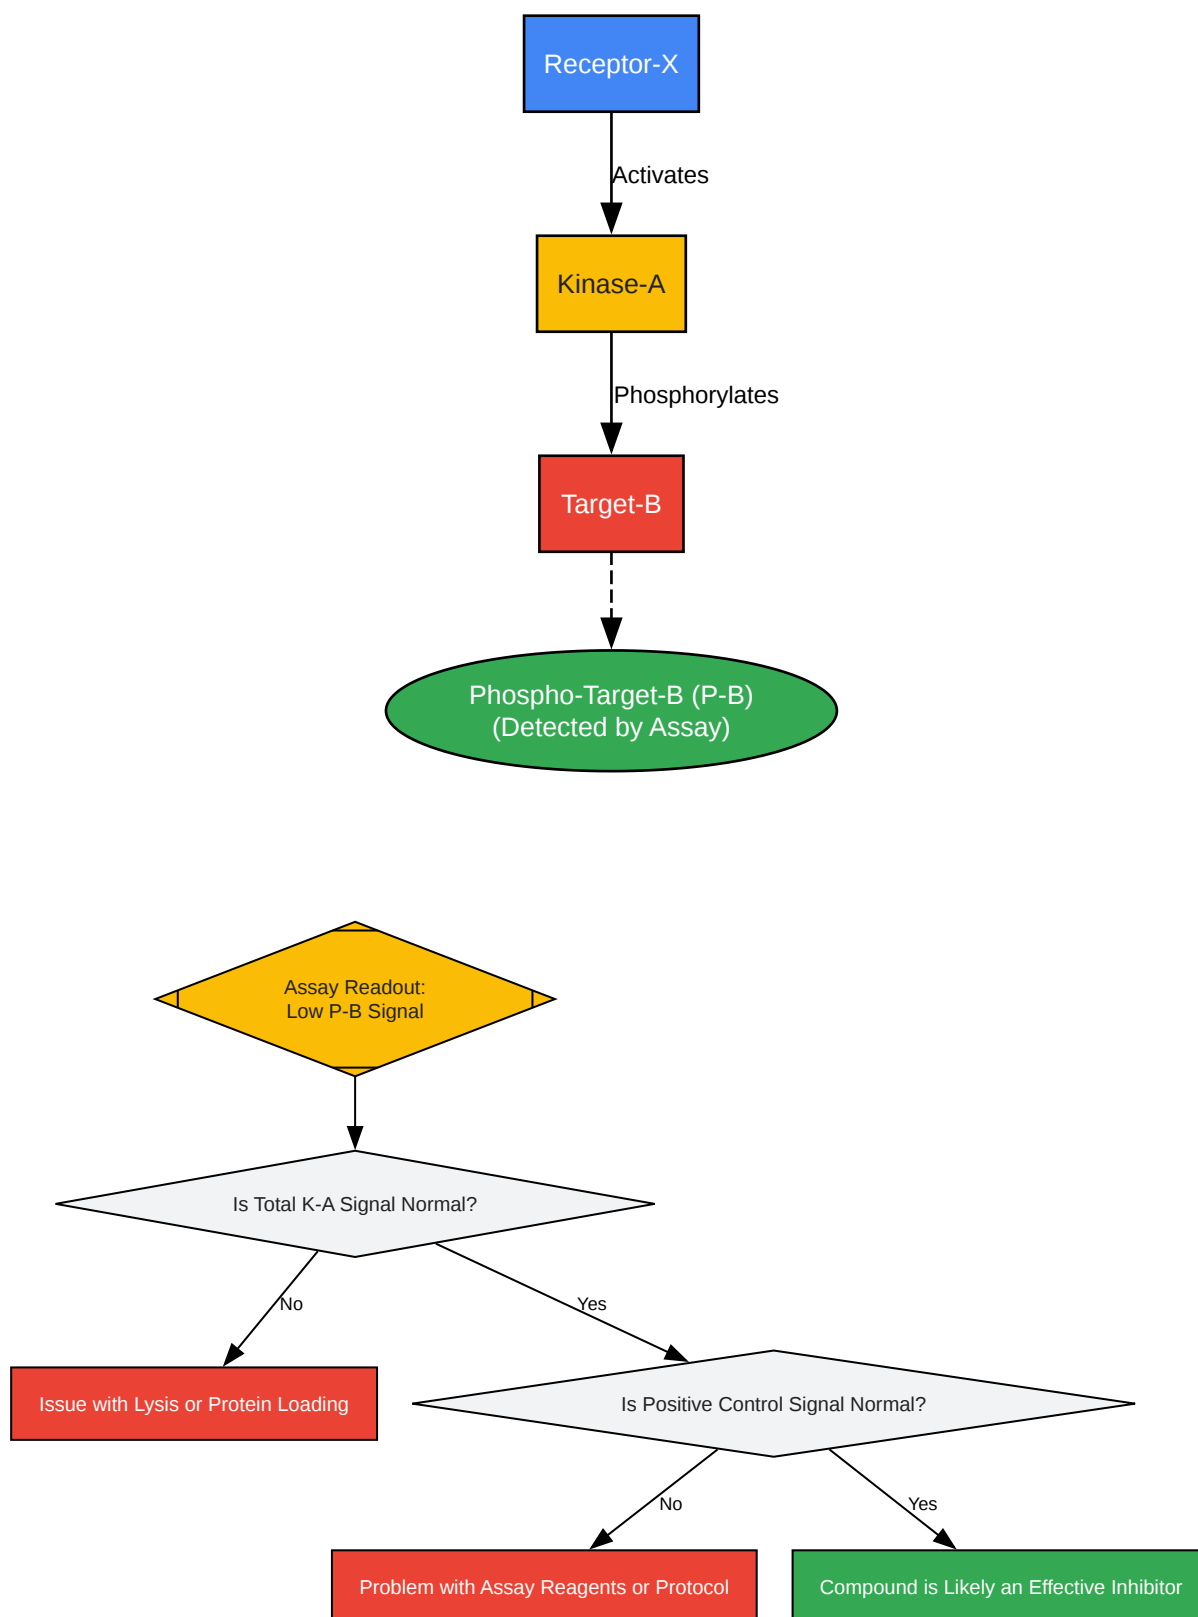 Receptor-X
Activates
Kinase-A
Phosphorylates
Target-B
Phospho-Target-B (P-B)
(Detected by Assay)
Assay Readout:
Low P-B Signal
Is Total K-A Signal Normal?
No
Yes
Issue with Lysis or Protein Loading
Is Positive Control Signal Normal?
No
Yes
Problem with Assay Reagents or Protocol
Compound is Likely an Effective Inhibitor